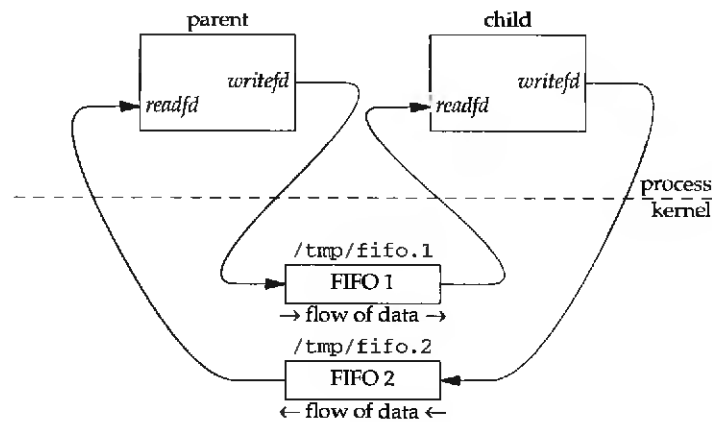 parent child
writefd writefd
readfd readfd
process
kernel
/tmp/fifo.1
FIFO 1
→ flow of data →
/tmp/fifo.2
FIFO 2
← flow of data ←